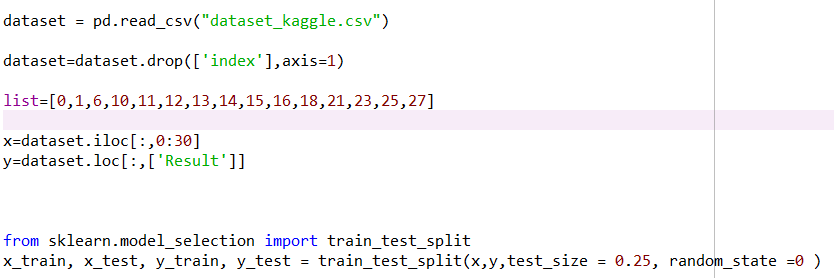 dataset = pd.read_csv("dataset_kaggle.csv")
dataset=dataset.drop(['index'],axis=1)
list=[0,1,6,10,11,12,13,14,15,16,18,21,23,25,27]
x=dataset.iloc[:,0:30]
y=dataset.loc[:,['Result']]
from sklearn.model_selection import train_test_split
x_train, x_test, y_train, y_test = train_test_split(x,y,test_size = 0.25, random_state =0 )